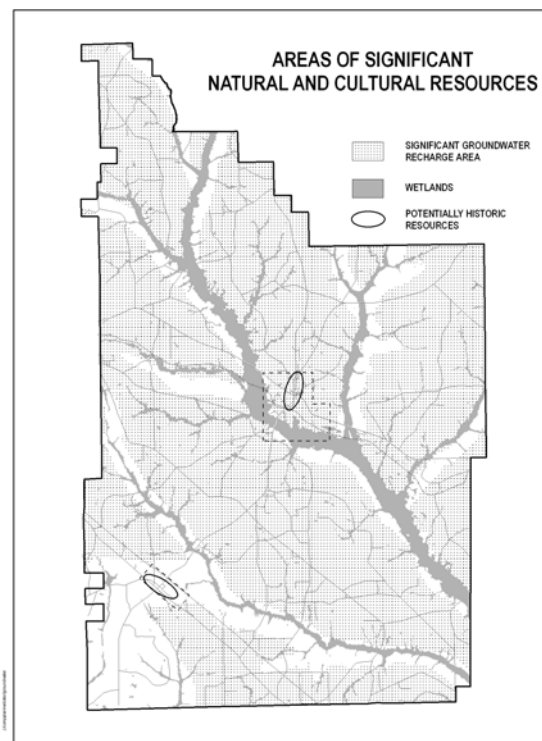 AREAS OF SIGNIFICANT
NATURAL AND CULTURAL RESOURCES
SIGNIFICANT GROUNDWATER
RECHARGE AREA
WETLANDS
POTENTIALLY HISTORIC
RESOURCES